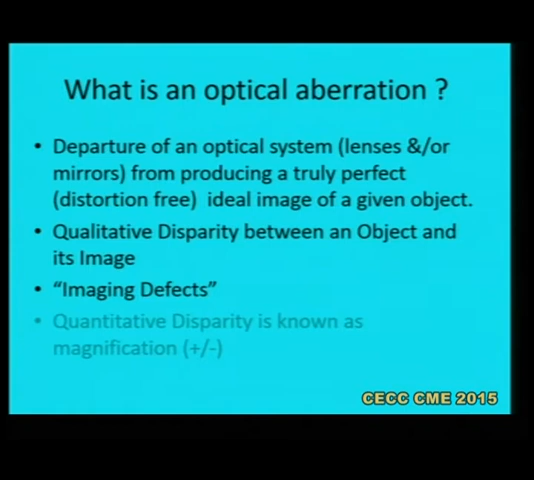 What is an optical aberration ?
• Departure of an optical system (lenses &/or
mirrors) from producing a truly perfect
(distortion free) ideal image of a given object.
• Qualitative Disparity between an Object and
its Image
• “Imaging Defects”
• Quantitative Disparity is known as
magnification (+/-)
CECC CME 2015